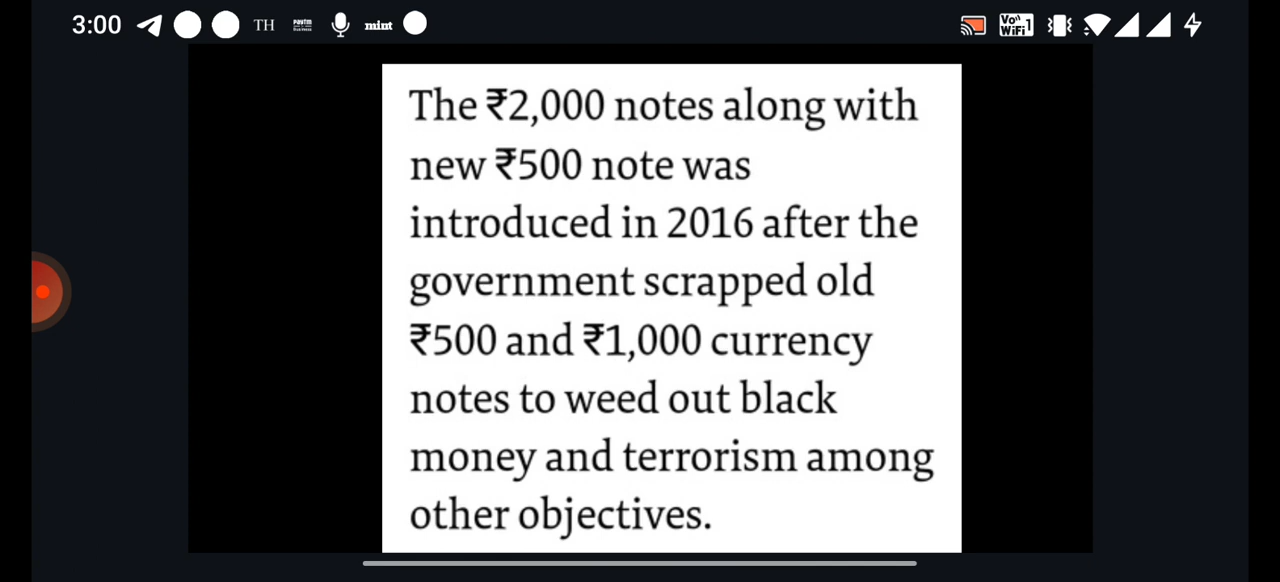 3:00 TH paytm mint Vo)) WiFi1
The ₹2,000 notes along with
new ₹500 note was
introduced in 2016 after the
government scrapped old
₹500 and ₹1,000 currency
notes to weed out black
money and terrorism among
other objectives.